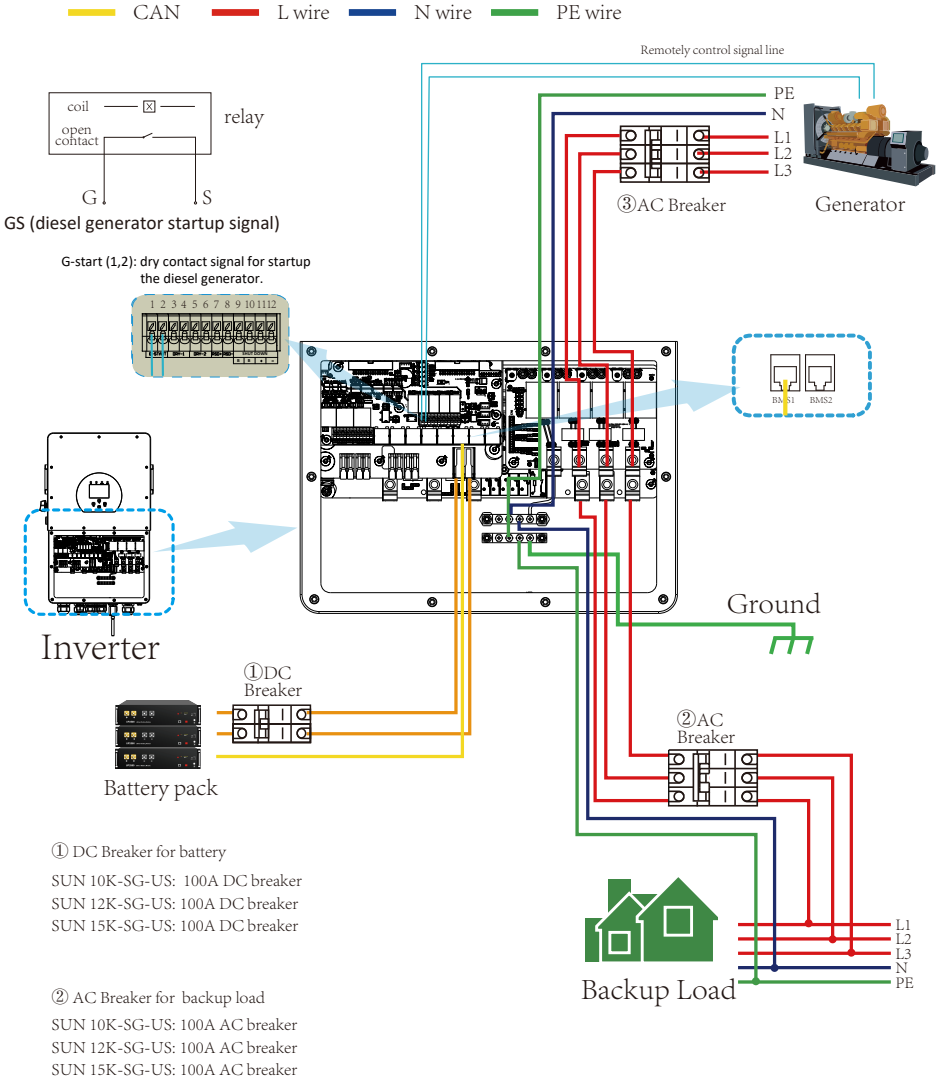 CAN L wire N wire PE wire
Remotely control signal line
coil
open
contact
relay
G S
GS (diesel generator startup signal)
PE
N
L1
L2
L3
③AC Breaker
Generator
G-start (1,2): dry contact signal for startup
the diesel generator.
1 2 3 4 5 6 7 8 9 10 11 12
SHUT DOWN
BMS1 BMS2
Inverter
Ground
①DC
Breaker
Battery pack
②AC
Breaker
① DC Breaker for battery
SUN 10K-SG-US: 100A DC breaker
SUN 12K-SG-US: 100A DC breaker
SUN 15K-SG-US: 100A DC breaker
Backup Load
L1
L2
L3
N
PE
② AC Breaker for backup load
SUN 10K-SG-US: 100A AC breaker
SUN 12K-SG-US: 100A AC breaker
SUN 15K-SG-US: 100A AC breaker